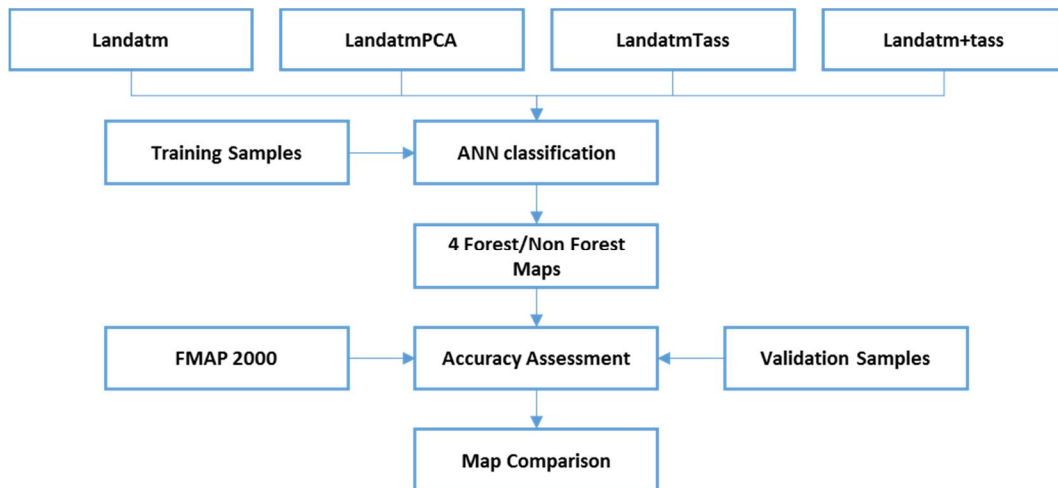 Landatm
LandatmPCA
LandatmTass
Landatm+tass
Training Samples
ANN classification
4 Forest/Non Forest
Maps
FMAP 2000
Accuracy Assessment
Validation Samples
Map Comparison